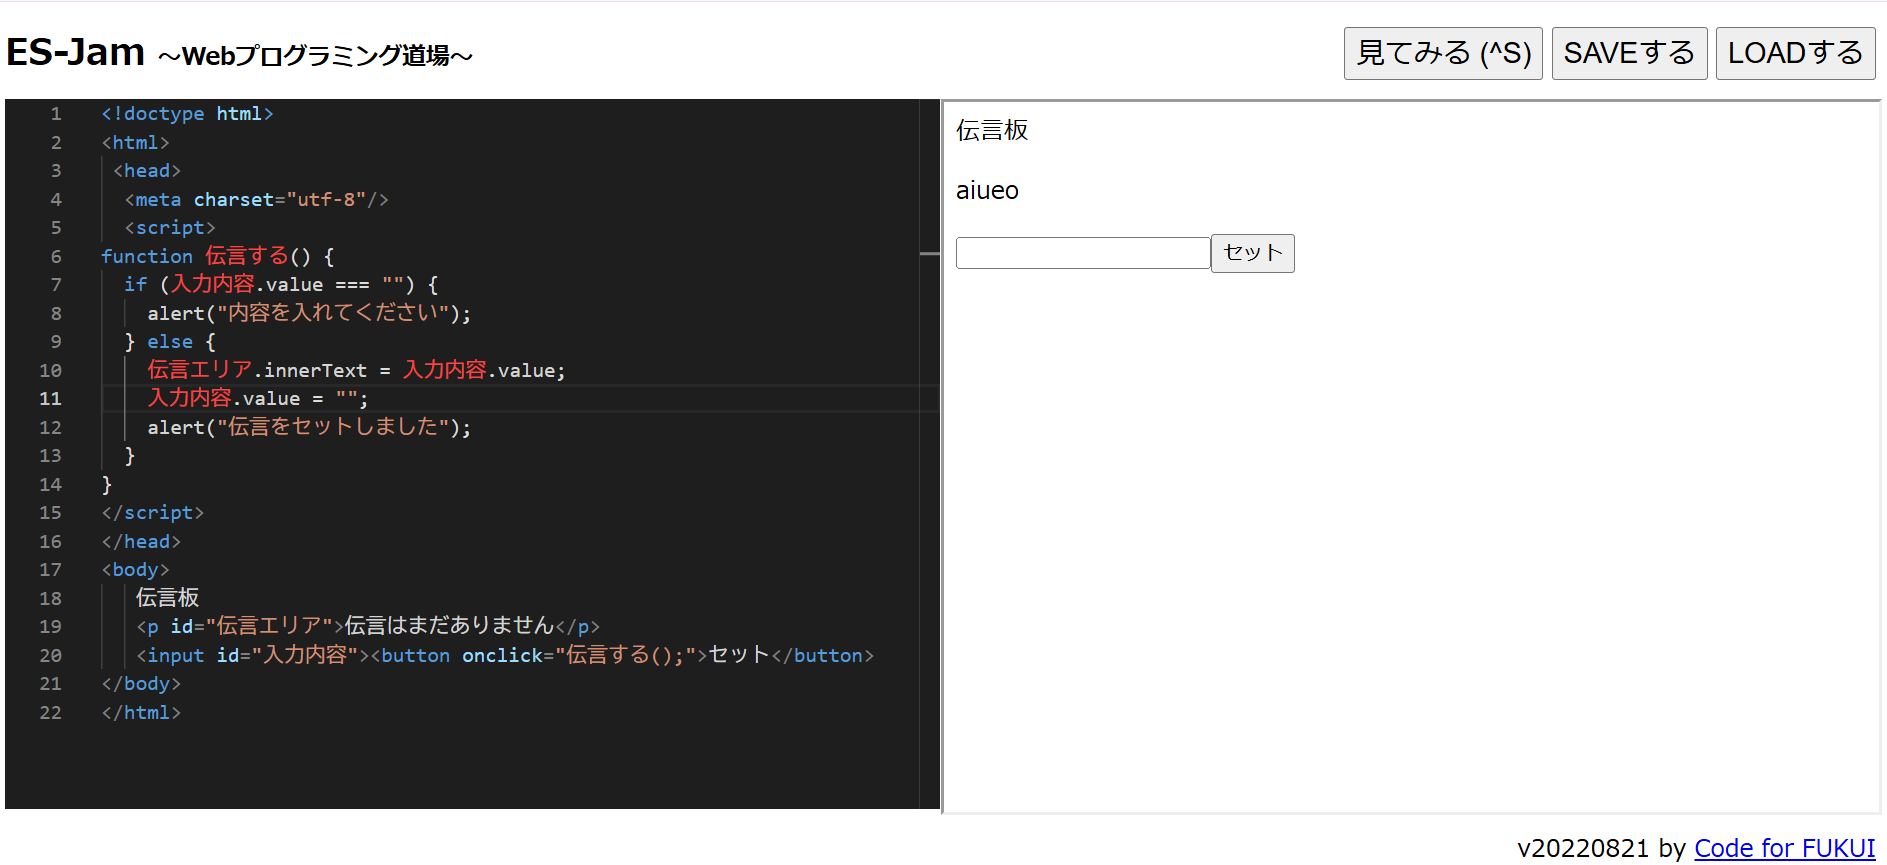 ES-Jam ～Webプログラミング道場～
見てみる (^S) SAVEする LOADする
1 <!doctype html>
2 <html>
3 <head>
4 <meta charset="utf-8"/>
5 <script>
6 function 伝言する() {
7 if (入力内容.value === "") {
8 alert("内容を入れてください");
9 } else {
10 伝言エリア.innerText = 入力内容.value;
11 入力内容.value = "";
12 alert("伝言をセットしました");
13 }
14 }
15 </script>
16 </head>
17 <body>
18 伝言板
19 <p id="伝言エリア">伝言はまだありません</p>
20 <input id="入力内容"><button onclick="伝言する();">セット</button>
21 </body>
22 </html>
伝言板
aiueo
セット
v20220821 by Code for FUKUI